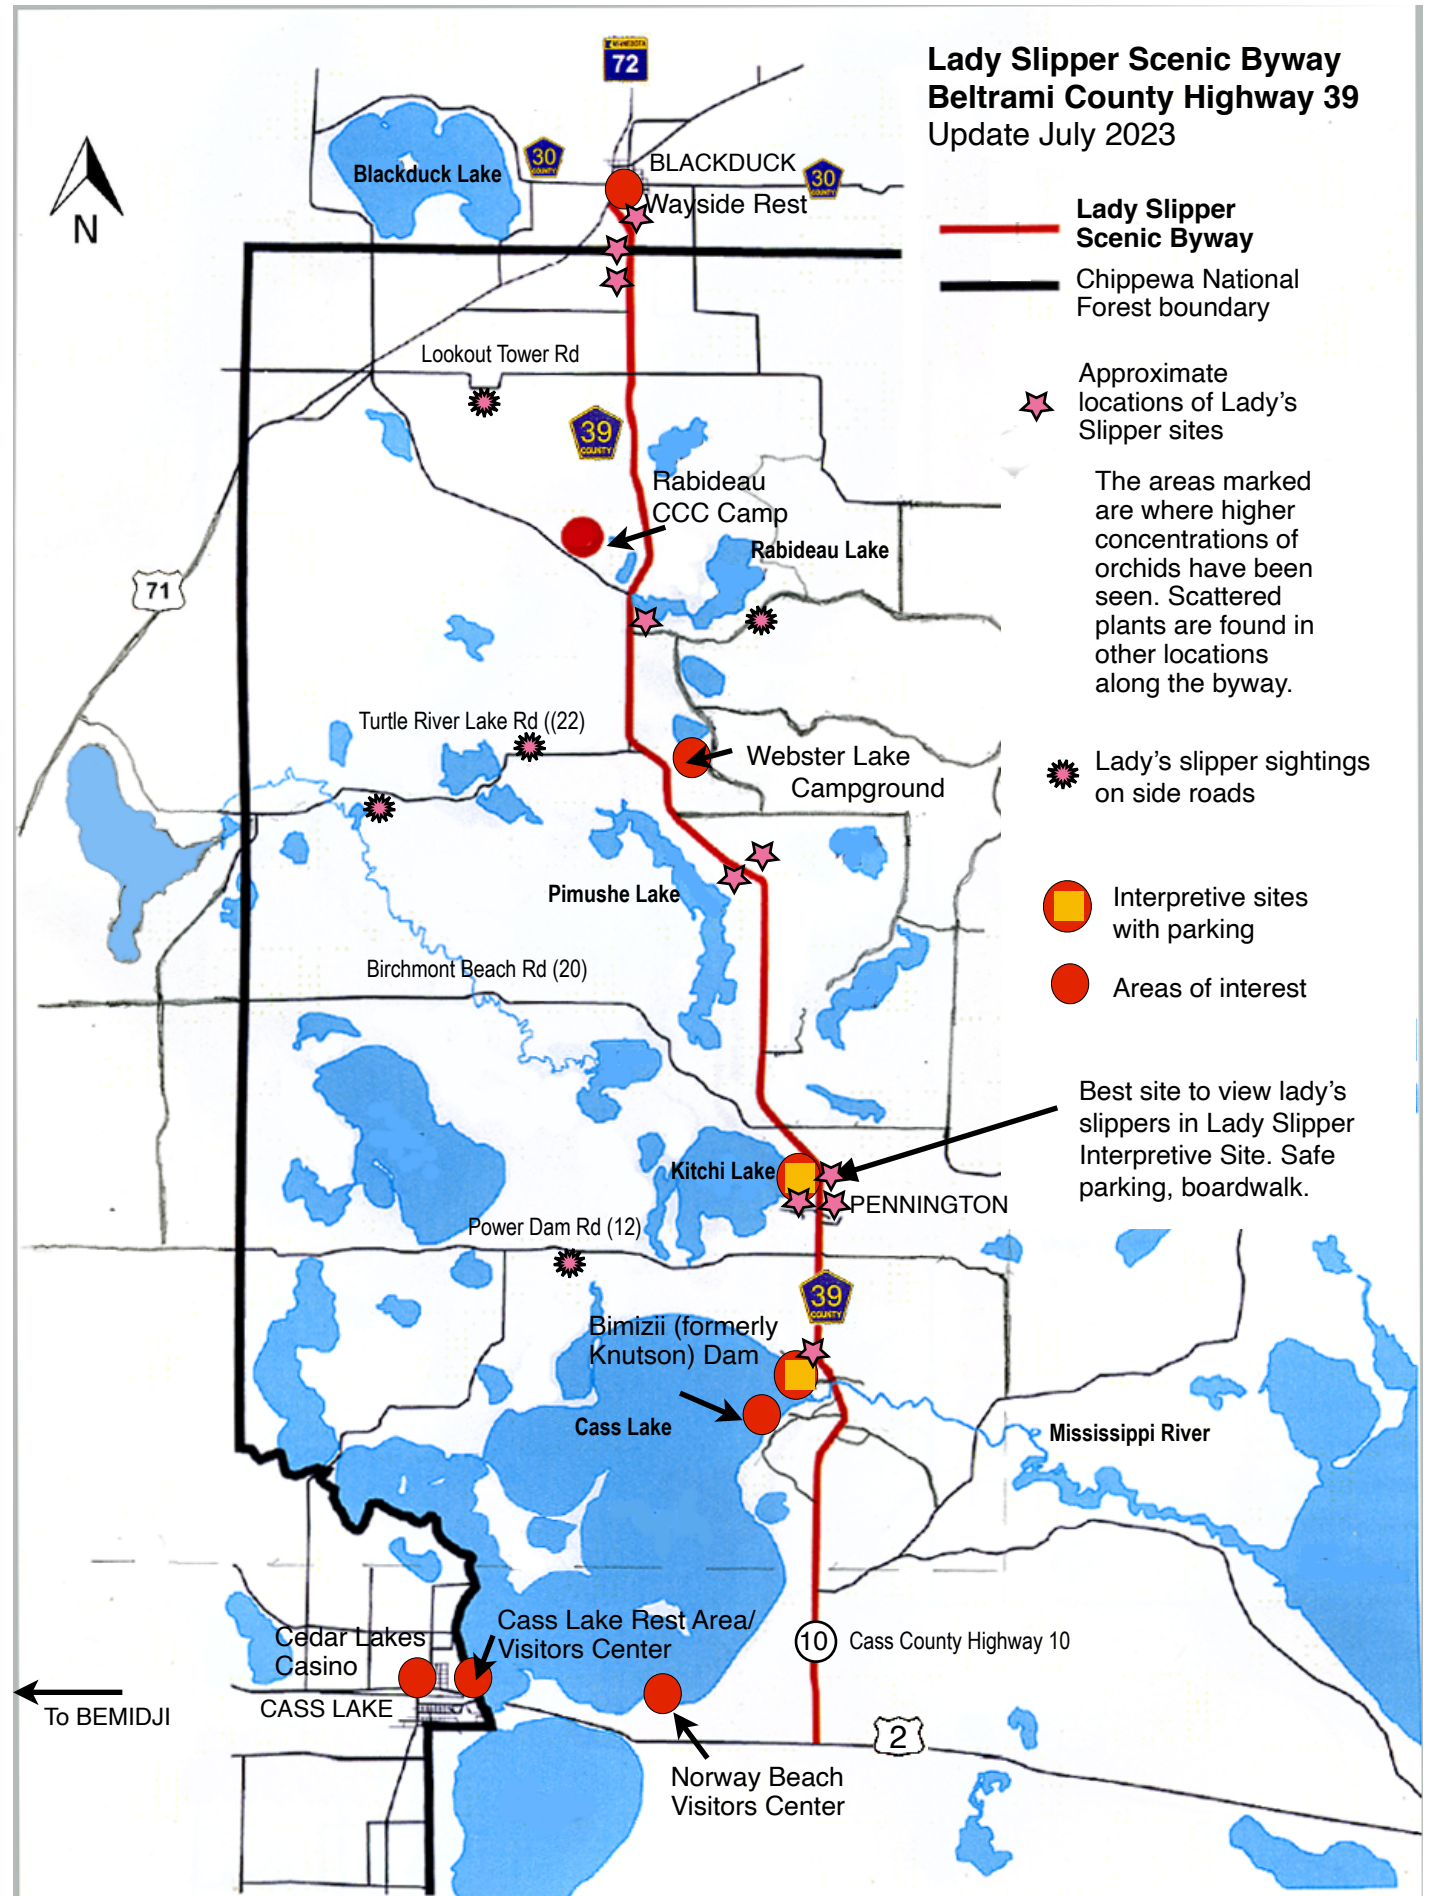 MINNESOTA
72
Lady Slipper Scenic Byway
Beltrami County Highway 39
Update July 2023
N
Blackduck Lake
30
COUNTY
BLACKDUCK
30
COUNTY
Wayside Rest
Lady Slipper
Scenic Byway
Chippewa National
Forest boundary
Lookout Tower Rd
Approximate
locations of Lady's
Slipper sites
39
COUNTY
Rabideau
CCC Camp
Rabideau Lake
The areas marked
are where higher
concentrations of
orchids have been
seen. Scattered
plants are found in
other locations
along the byway.
71
Turtle River Lake Rd ((22)
Webster Lake
Campground
Lady's slipper sightings
on side roads
Pimushe Lake
Interpretive sites
with parking
Birchmont Beach Rd (20)
Areas of interest
Best site to view lady's
slippers in Lady Slipper
Interpretive Site. Safe
parking, boardwalk.
Kitchi Lake
PENNINGTON
Power Dam Rd (12)
39
COUNTY
Bimizii (formerly
Knutson) Dam
Cass Lake
Mississippi River
Cass Lake Rest Area/
Visitors Center
Cedar Lakes
Casino
10
Cass County Highway 10
CASS LAKE
To BEMIDJI
2
Norway Beach
Visitors Center